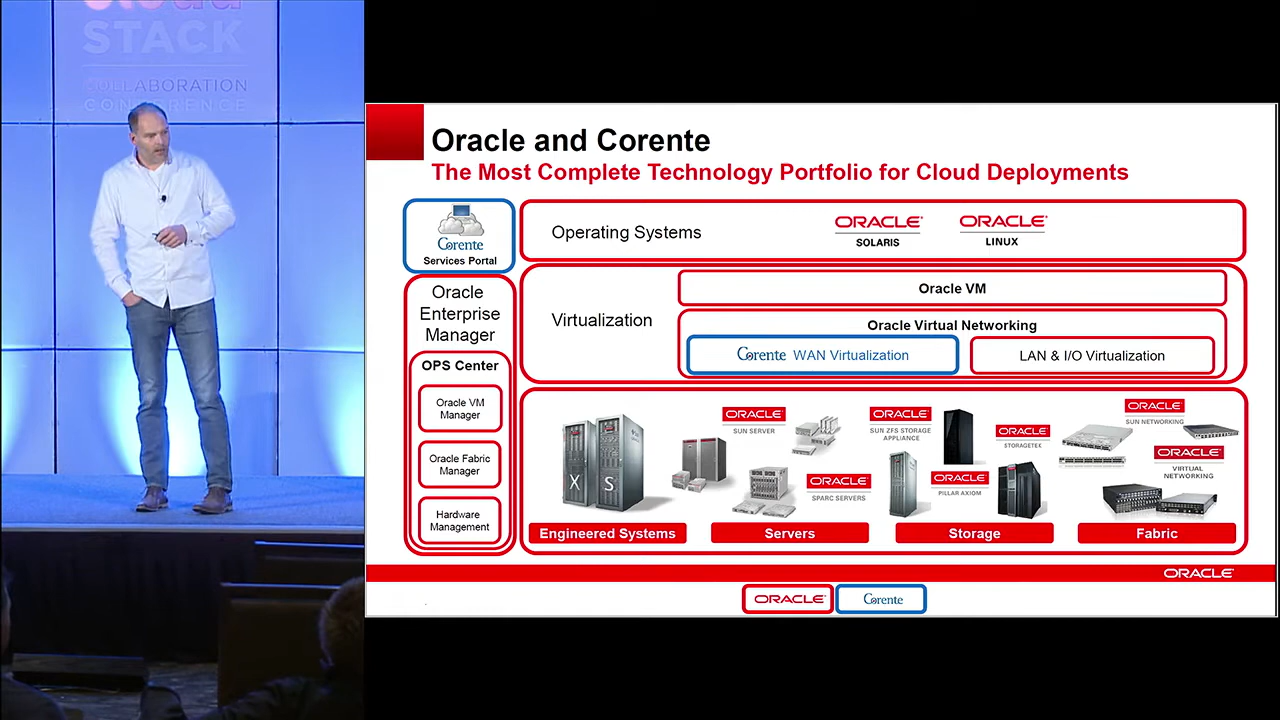 STACK
COLLABORATION
CONFERENCE
Oracle and Corente
The Most Complete Technology Portfolio for Cloud Deployments
Corente
Services Portal
Operating Systems
ORACLE
SOLARIS
ORACLE
LINUX
Oracle
Enterprise
Manager
OPS Center
Oracle VM
Manager
Oracle Fabric
Manager
Hardware
Management
Virtualization
Oracle VM
Oracle Virtual Networking
Corente WAN Virtualization
LAN & I/O Virtualization
X S
Engineered Systems
ORACLE
SUN SERVER
ORACLE
SPARC SERVERS
Servers
ORACLE
SUN ZFS STORAGE
APPLIANCE
ORACLE
STORAGETEK
ORACLE
PILLAR AXIOM
Storage
ORACLE
SUN NETWORKING
ORACLE
VIRTUAL
NETWORKING
Fabric
ORACLE
ORACLE
Corente